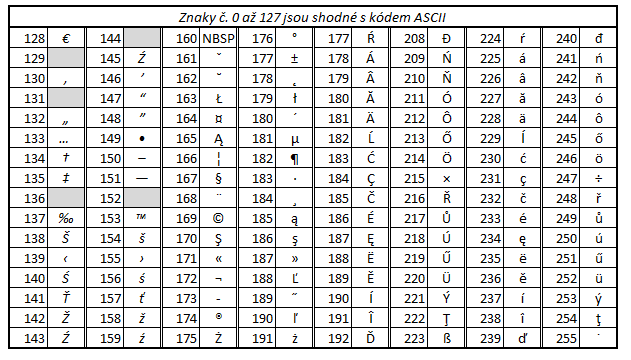 Znaky č. 0 až 127 jsou shodné s kódem ASCII
128 € 144 160 NBSP 176 ° 177 Ŕ 208 Đ 224 ŕ 240 đ
129 145 Ž 161 ˇ 177 ± 178 Á 209 Ń 225 á 241 ń
130 ‚ 146 ’ 162 ˘ 178 ˛ 179 Â 210 Ň 226 â 242 ň
131 147 “ 163 Ł 179 ł 180 Ă 211 Ó 227 ă 243 ó
132 „ 148 ” 164 ¤ 180 ´ 181 Ä 212 Ô 228 ä 244 ô
133 … 149 • 165 Ą 181 µ 182 Ĺ 213 Ő 229 ĺ 245 ő
134 † 150 – 166 ¦ 182 ¶ 183 Ć 214 Ö 230 ć 246 ö
135 ‡ 151 — 167 § 183 · 184 Ç 215 × 231 ç 247 ÷
136 152 168 ¨ 184 ¸ 185 Č 216 Ř 232 č 248 ř
137 ‰ 153 ™ 169 © 185 ą 186 É 217 Ů 233 é 249 ů
138 Š 154 š 170 Ş 186 ş 187 Ę 218 Ú 234 ę 250 ú
139 ‹ 155 › 171 « 187 » 188 Ë 219 Ű 235 ë 251 ű
140 Ś 156 ś 172 ¬ 188 Ľ 189 Ě 220 Ü 236 ě 252 ü
141 Ť 157 ť 173 - 189 ˝ 190 Í 221 Ý 237 í 253 ý
142 Ž 158 ž 174 ® 190 ľ 191 Î 222 Ţ 238 î 254 ţ
143 Ź 159 ź 175 Ż 191 ż 192 Ď 223 ß 239 ď 255 ˙